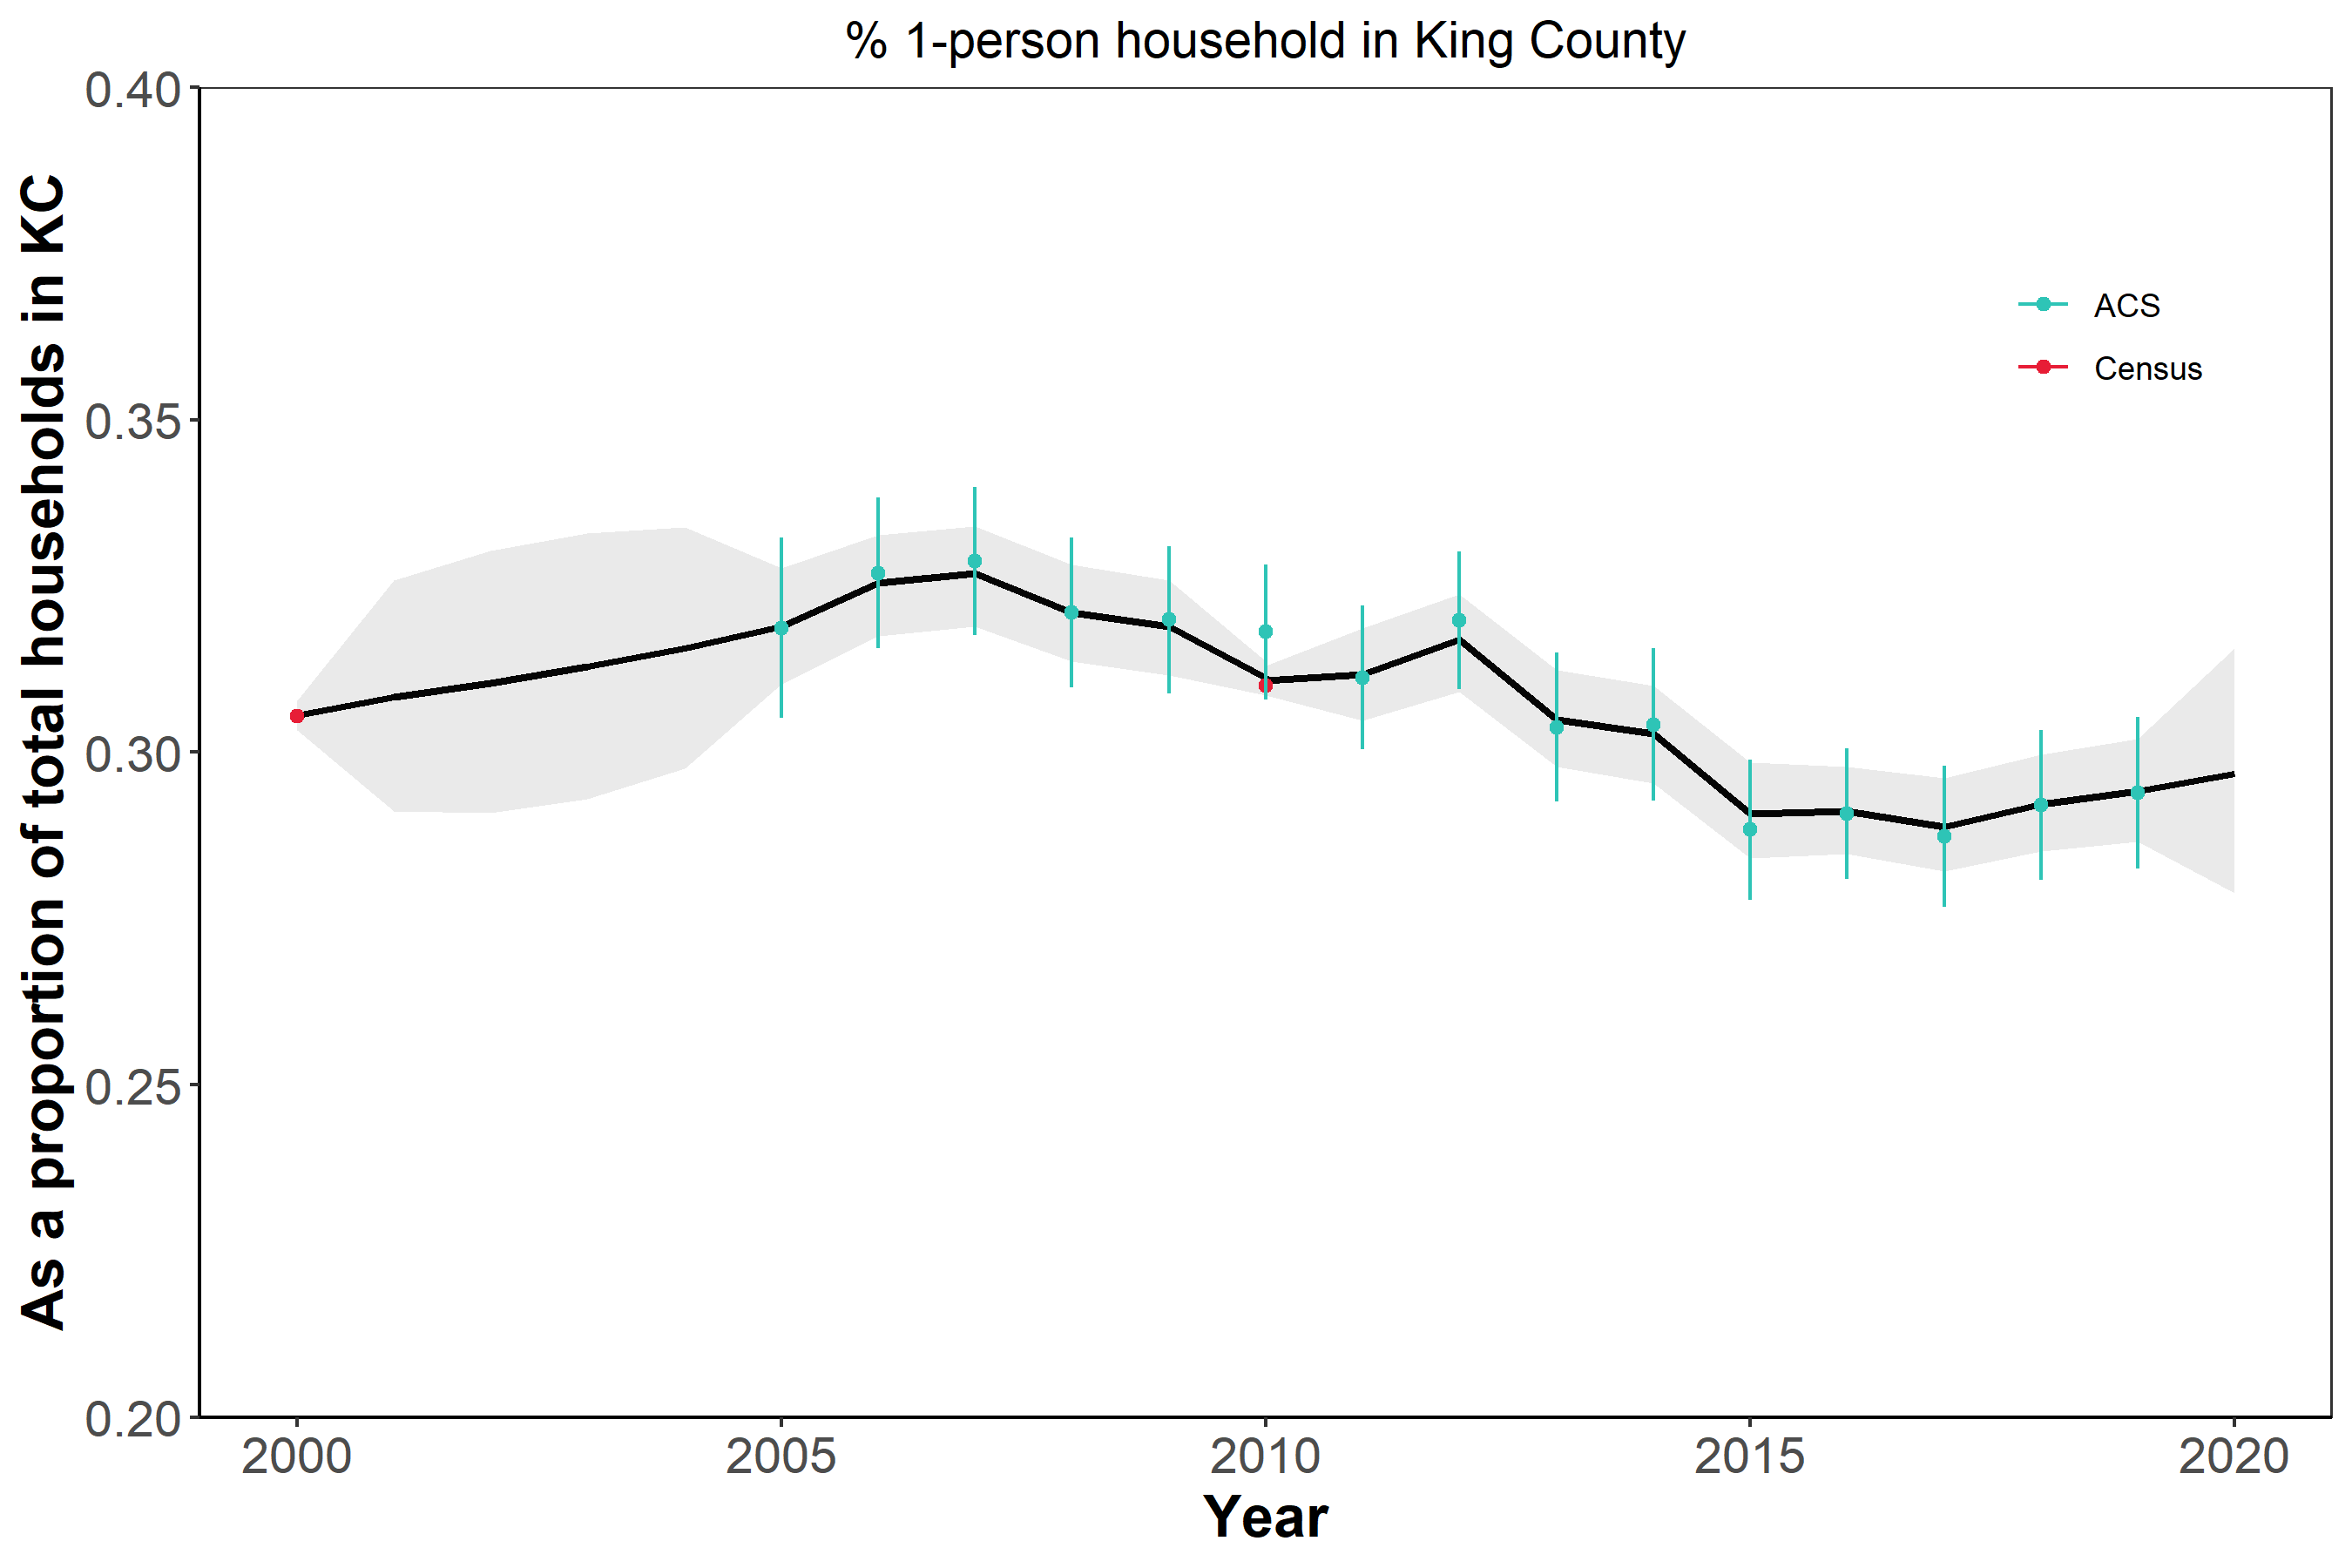 % 1-person household in King County
As a proportion of total households in KC
0.40
0.35
0.30
0.25
0.20
ACS
Census
2000 2005 2010 2015 2020
Year